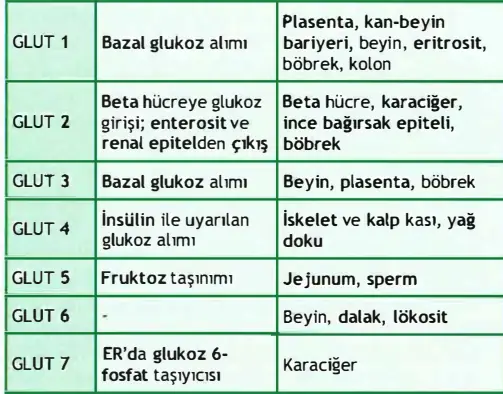 GLUT 1
Bazal glukoz alımı
Plasenta, kan-beyin
bariyeri, beyin, eritrosit,
böbrek, kolon
GLUT 2
Beta hücreye glukoz
girişi; enterosit ve
renal epitelden çıkış
Beta hücre, karaciğer,
ince bağırsak epiteli,
böbrek
GLUT 3
Bazal glukoz alımı
Beyin, plasenta, böbrek
GLUT 4
İnsülin ile uyarılan
glukoz alımı
İskelet ve kalp kası, yağ
doku
GLUT 5
Fruktoz taşınımı
Jejunum, sperm
GLUT 6
-
Beyin, dalak, lökosit
GLUT 7
ER'da glukoz 6-
fosfat taşıyıcısı
Karaciğer